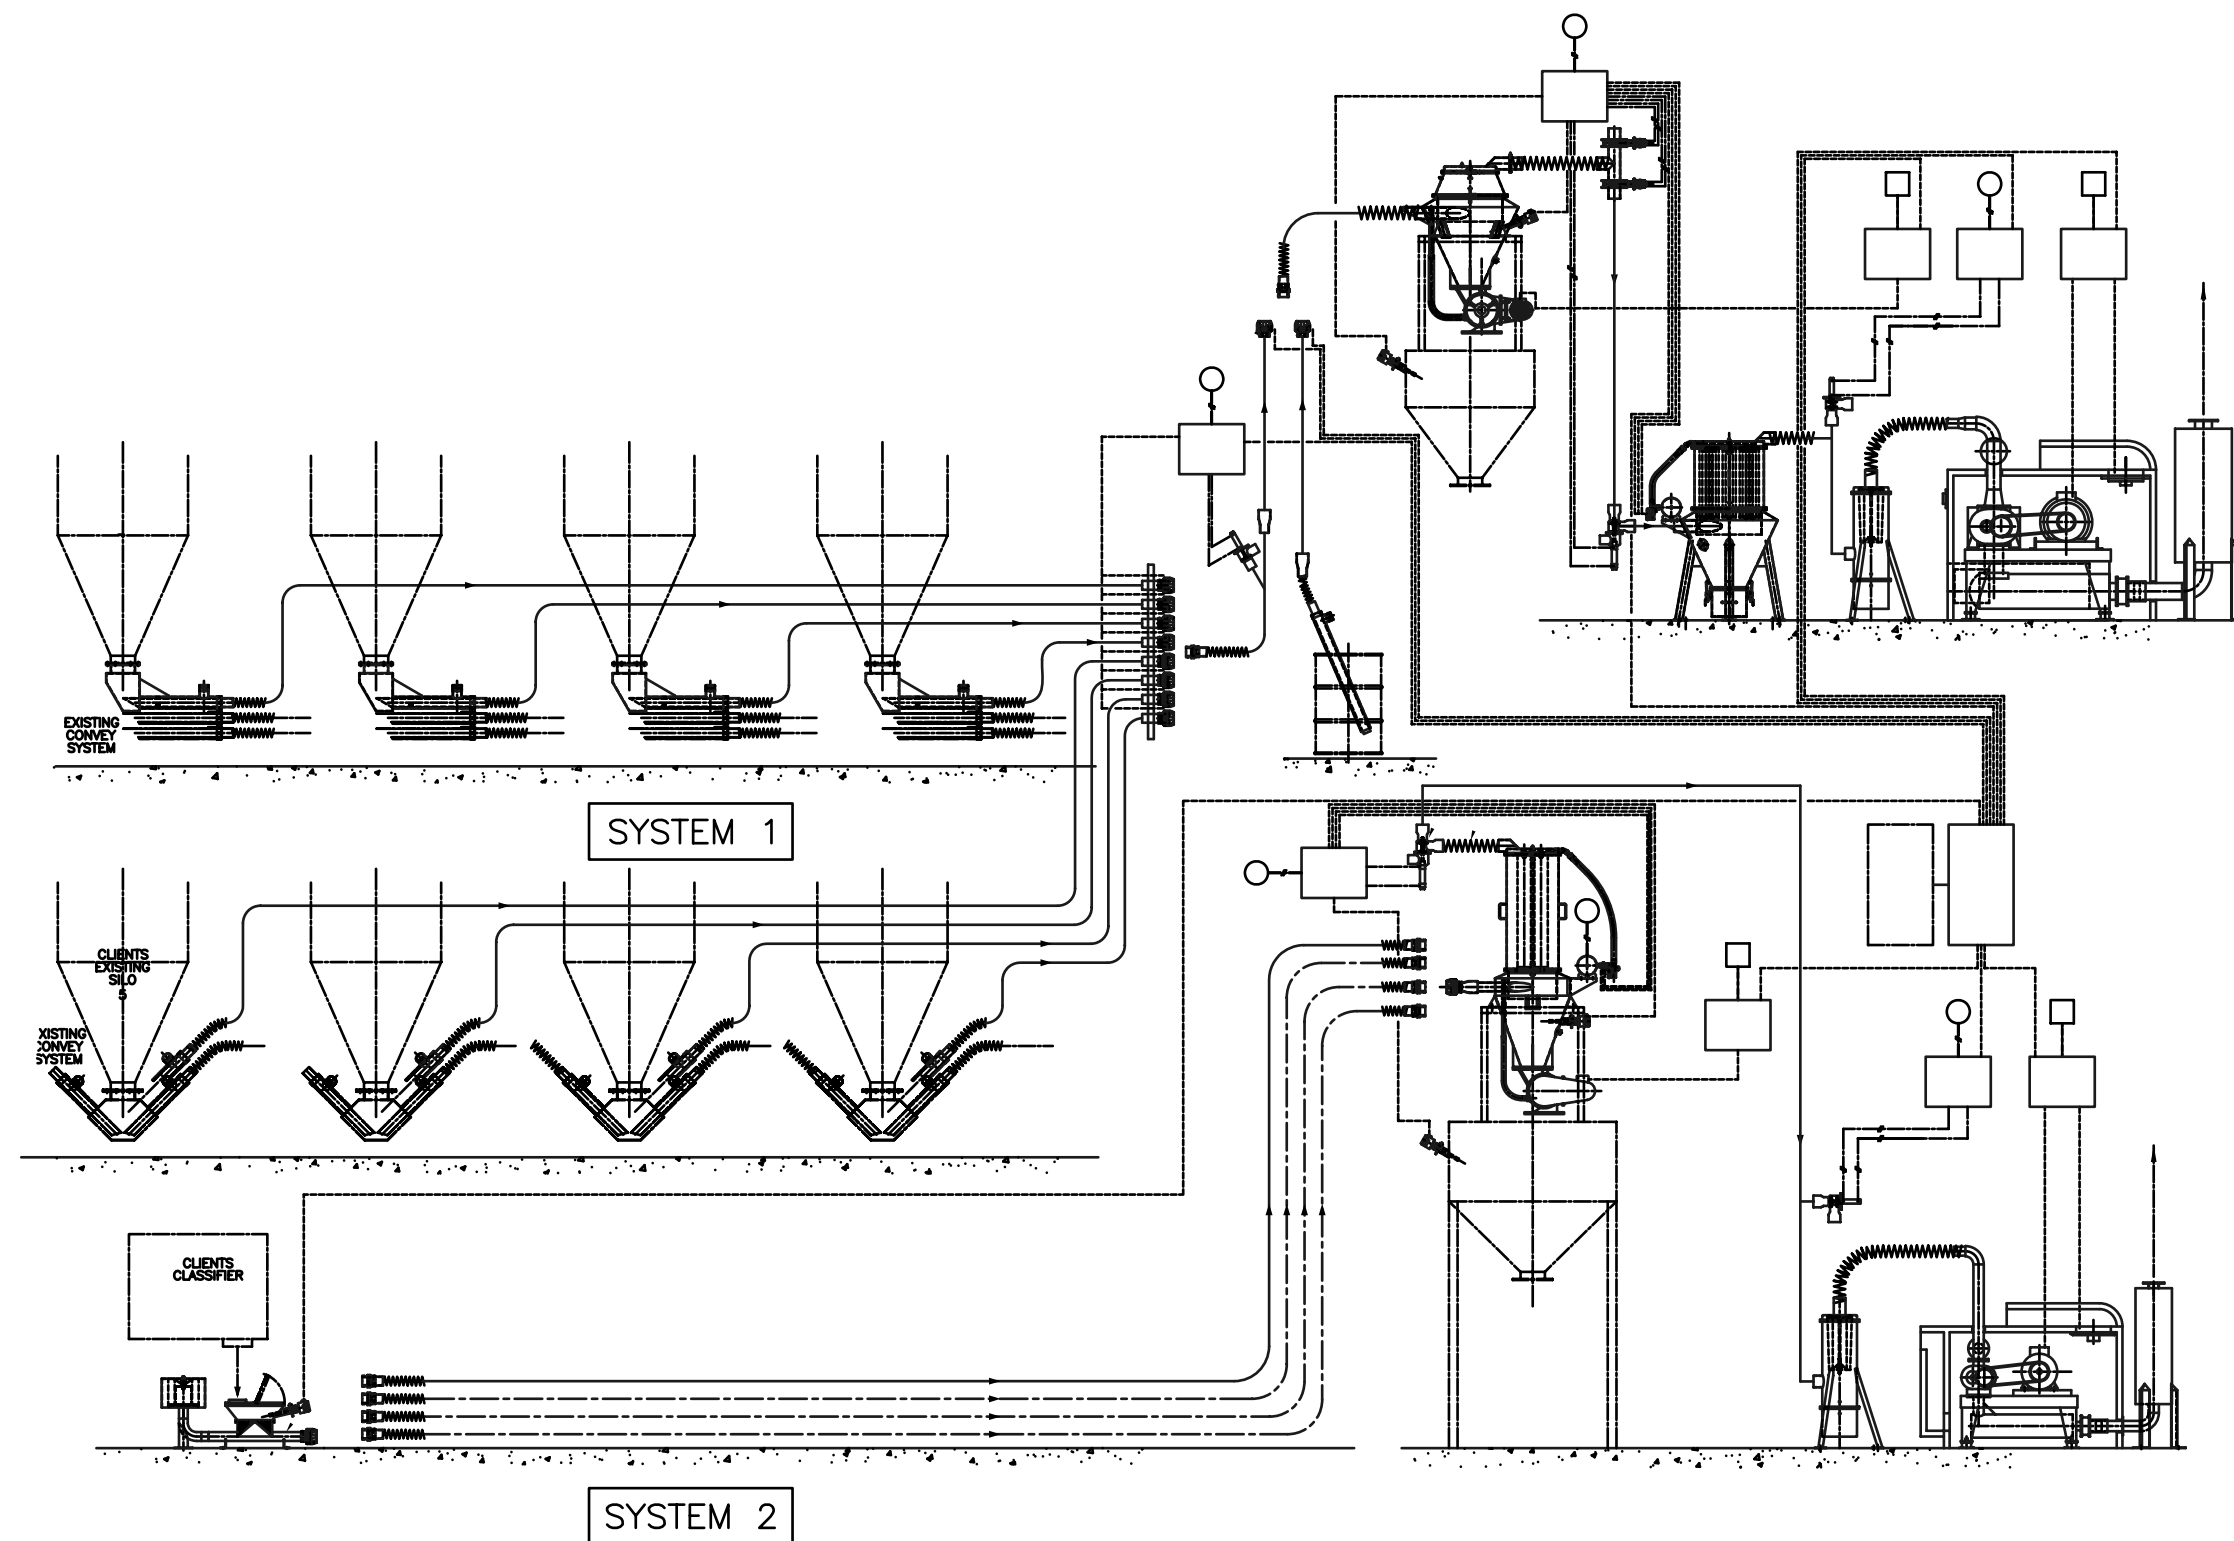 EXISTING
CONVEY
SYSTEM
SYSTEM 1
CLIENTS
EXISTING
SILO
5
XISTING
CONVEY
SYSTEM
CLIENTS
CLASSIFIER
SYSTEM 2